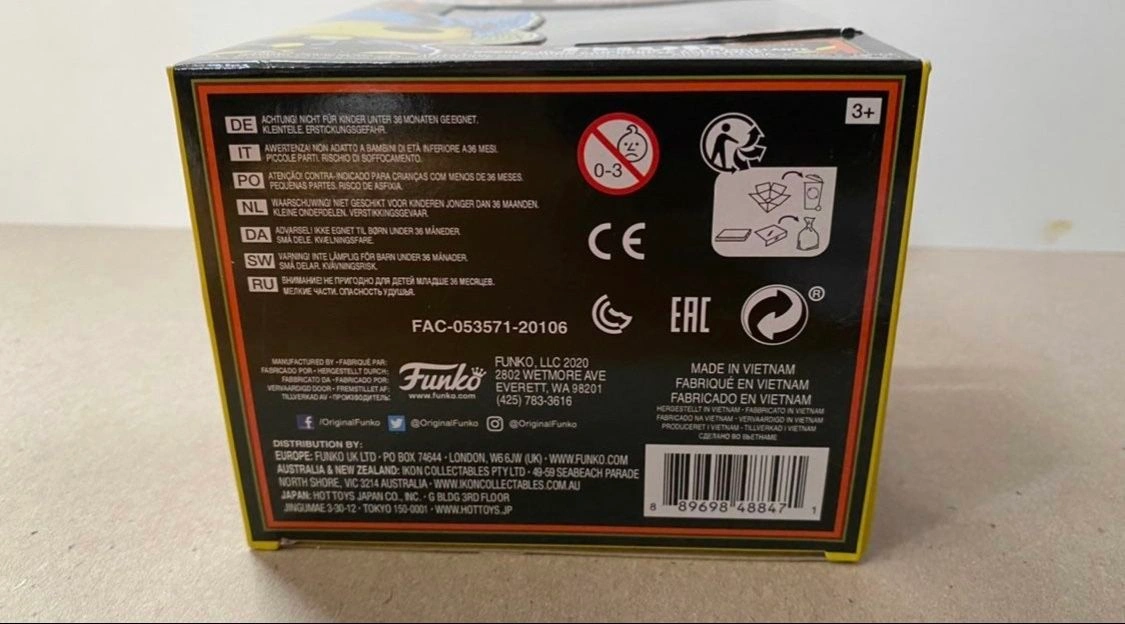 3+
DE ACHTUNG! NICHT FÜR KINDER UNTER 36 MONATEN GEEIGNET.
KLEINTEILE. ERSTICKUNGSGEFAHR.
IT AVVERTENZA! NON ADATTO A BAMBINI DI ETÀ INFERIORE A 36 MESI.
PICCOLE PARTI. RISCHIO DI SOFFOCAMENTO.
PO ATENÇÃO! CONTRA-INDICADO PARA CRIANÇAS COM MENOS DE 36 MESES.
PEQUENAS PARTES. RISCO DE ASFIXIA.
NL WAARSCHUWING! NIET GESCHIKT VOOR KINDEREN JONGER DAN 36 MAANDEN.
KLEINE ONDERDELEN. VERSTIKKINGSGEVAAR.
DA ADVARSEL! IKKE EGNET TIL BØRN UNDER 36 MÅNEDER.
SMÅ DELE. KVÆLNINGSFARE.
SW VARNING! INTE LÄMPLIG FÖR BARN UNDER 36 MÅNADER.
SMÅ DELAR. KVÄVNINGSRISK.
RU ВНИМАНИЕ! НЕ ПРИГОДНО ДЛЯ ДЕТЕЙ МЛАДШЕ 36 МЕСЯЦЕВ.
МЕЛКИЕ ЧАСТИ. ОПАСНОСТЬ УДУШЬЯ.
0-3
CE
EAC
®
FAC-053571-20106
MANUFACTURED BY • FABRIQUÉ PAR:
FABRICADO POR • HERGESTELLT DURCH:
FABBRICATO DA • FABRICADO POR:
VERVAARDIGD DOOR • FREMSTILLET AF:
TILLVERKAD AV • ПРОИЗВОДИТЕЛЬ:
Funko
www.funko.com
FUNKO, LLC 2020
2802 WETMORE AVE
EVERETT, WA 98201
(425) 783-3616
MADE IN VIETNAM
FABRIQUÉ EN VIETNAM
FABRICADO EN VIETNAM
HERGESTELLT IN VIETNAM • FABBRICATO IN VIETNAM
FABRICADO NA VIETNAM • VERVAARDIGD IN VIETNAM
PRODUCERET I VIETNAM • TILLVERKAD I VIETNAM
СДЕЛАНО ВО ВЬЕТНАМЕ
f /OriginalFunko @OriginalFunko @OriginalFunko
DISTRIBUTION BY:
EUROPE: FUNKO UK LTD • PO BOX 74644 • LONDON, W6 6JW (UK) • WWW.FUNKO.COM
AUSTRALIA & NEW ZEALAND: IKON COLLECTABLES PTY LTD • 49-59 SEABEACH PARADE
NORTH SHORE, VIC 3214 AUSTRALIA • WWW.IKONCOLLECTABLES.COM.AU
JAPAN: HOT TOYS JAPAN CO., INC. • G BLDG 3RD FLOOR
JINGUMAE 3-30-12 • TOKYO 150-0001 • WWW.HOTTOYS.JP
8 89698 48847 1